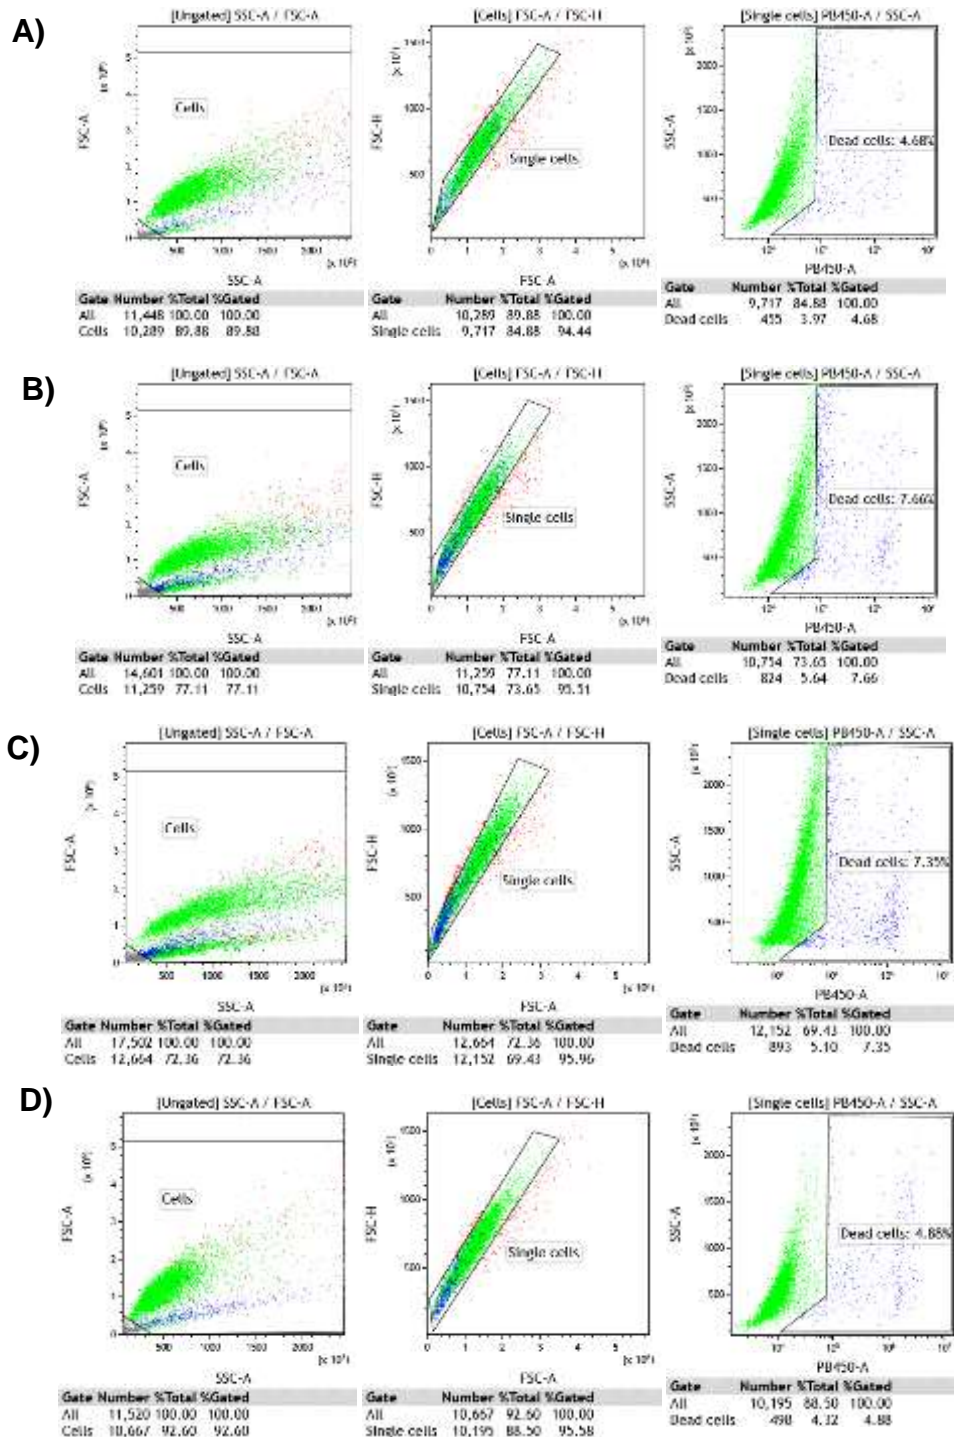 A)
[Ungated] SSC-A / FSC-A
[Cells] FSC-A / FSC-H
[Single cells] PB450-A / SSC-A
Cells
Single cells
Dead cells: 4.68%
FSC-A
FSC-H
SSC-A
SSC-A
FSC-A
PB450-A
Gate Number %Total %Gated
All 11,448 100.00 100.00
Cells 10,289 89.88 89.88
Gate Number %Total %Gated
All 10,289 89.88 100.00
Single cells 9,717 84.88 94.44
Gate Number %Total %Gated
All 9,717 84.88 100.00
Dead cells 455 3.97 4.68
B)
[Ungated] SSC-A / FSC-A
[Cells] FSC-A / FSC-H
[Single cells] PB450-A / SSC-A
Cells
Single cells
Dead cells: 7.66%
FSC-A
FSC-H
SSC-A
SSC-A
FSC-A
PB450-A
Gate Number %Total %Gated
All 14,601 100.00 100.00
Cells 11,259 77.11 77.11
Gate Number %Total %Gated
All 11,259 77.11 100.00
Single cells 10,754 73.65 95.51
Gate Number %Total %Gated
All 10,754 73.65 100.00
Dead cells 824 5.64 7.66
C)
[Ungated] SSC-A / FSC-A
[Cells] FSC-A / FSC-H
[Single cells] PB450-A / SSC-A
Cells
Single cells
Dead cells: 7.35%
FSC-A
FSC-H
SSC-A
SSC-A
FSC-A
PB450-A
Gate Number %Total %Gated
All 17,502 100.00 100.00
Cells 12,664 72.36 72.36
Gate Number %Total %Gated
All 12,664 72.36 100.00
Single cells 12,152 69.43 95.96
Gate Number %Total %Gated
All 12,152 69.43 100.00
Dead cells 893 5.10 7.35
D)
[Ungated] SSC-A / FSC-A
[Cells] FSC-A / FSC-H
[Single cells] PB450-A / SSC-A
Cells
Single cells
Dead cells: 4.88%
FSC-A
FSC-H
SSC-A
SSC-A
FSC-A
PB450-A
Gate Number %Total %Gated
All 11,520 100.00 100.00
Cells 10,667 92.60 92.60
Gate Number %Total %Gated
All 10,667 92.60 100.00
Single cells 10,195 88.50 95.58
Gate Number %Total %Gated
All 10,195 88.50 100.00
Dead cells 498 4.32 4.88